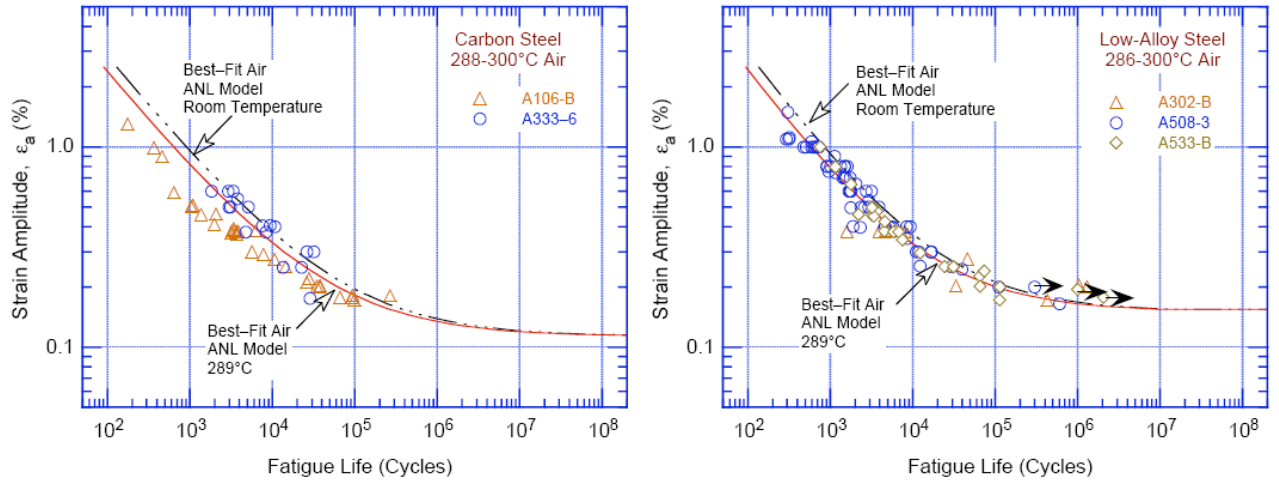 Carbon Steel
288-300°C Air
A106-B
A333–6
Best–Fit Air
ANL Model
Room Temperature
Best–Fit Air
ANL Model
289°C
1.0
0.1
Strain Amplitude, εa (%)
10² 10³ 10⁴ 10⁵ 10⁶ 10⁷ 10⁸
Fatigue Life (Cycles)
Low-Alloy Steel
286-300°C Air
A302-B
A508-3
A533-B
Best–Fit Air
ANL Model
Room Temperature
Best–Fit Air
ANL Model
289°C
1.0
0.1
Strain Amplitude, εa (%)
10² 10³ 10⁴ 10⁵ 10⁶ 10⁷ 10⁸
Fatigue Life (Cycles)